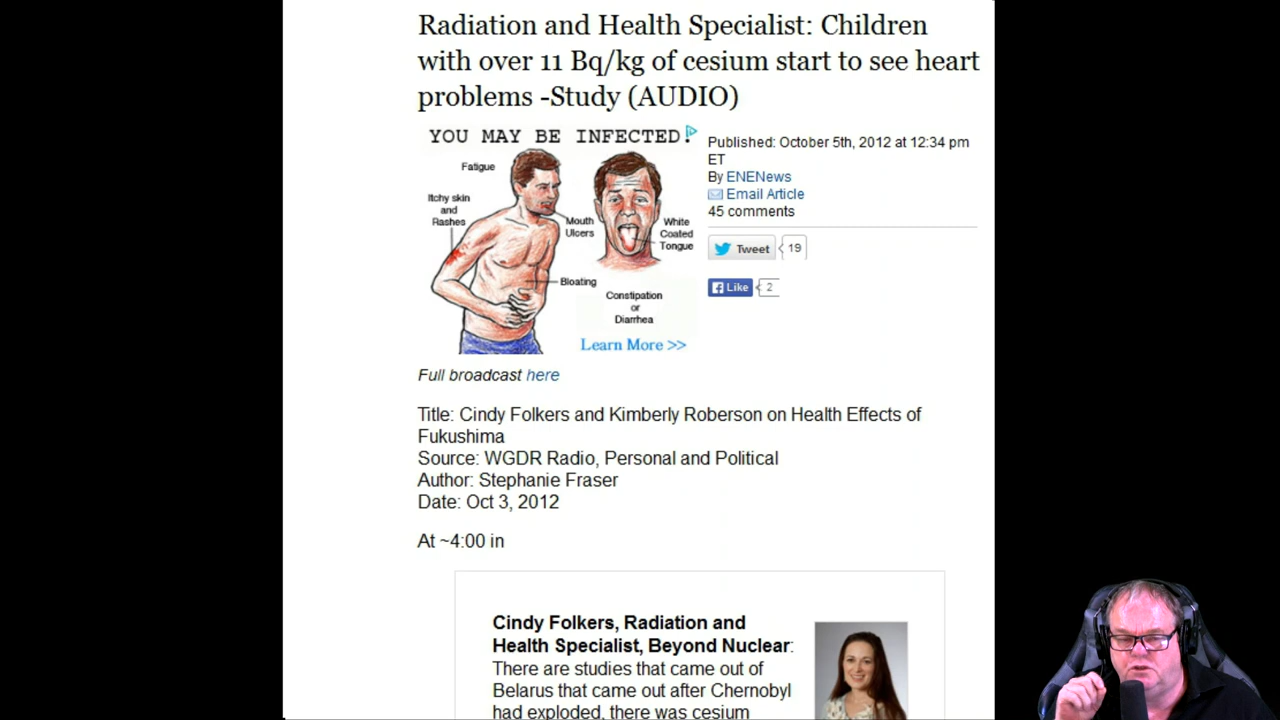 Radiation and Health Specialist: Children
with over 11 Bq/kg of cesium start to see heart
problems -Study (AUDIO)
YOU MAY BE INFECTED!
Fatigue
Itchy skin
and
Rashes
Mouth
Ulcers
White
Coated
Tongue
Bloating
Constipation
or
Diarrhea
Learn More >>
Published: October 5th, 2012 at 12:34 pm
ET
By ENENews
Email Article
45 comments
Tweet 19
Like 2
Full broadcast here
Title: Cindy Folkers and Kimberly Roberson on Health Effects of
Fukushima
Source: WGDR Radio, Personal and Political
Author: Stephanie Fraser
Date: Oct 3, 2012
At ~4:00 in
Cindy Folkers, Radiation and
Health Specialist, Beyond Nuclear:
There are studies that came out of
Belarus that came out after Chernobyl
had exploded, there was cesium